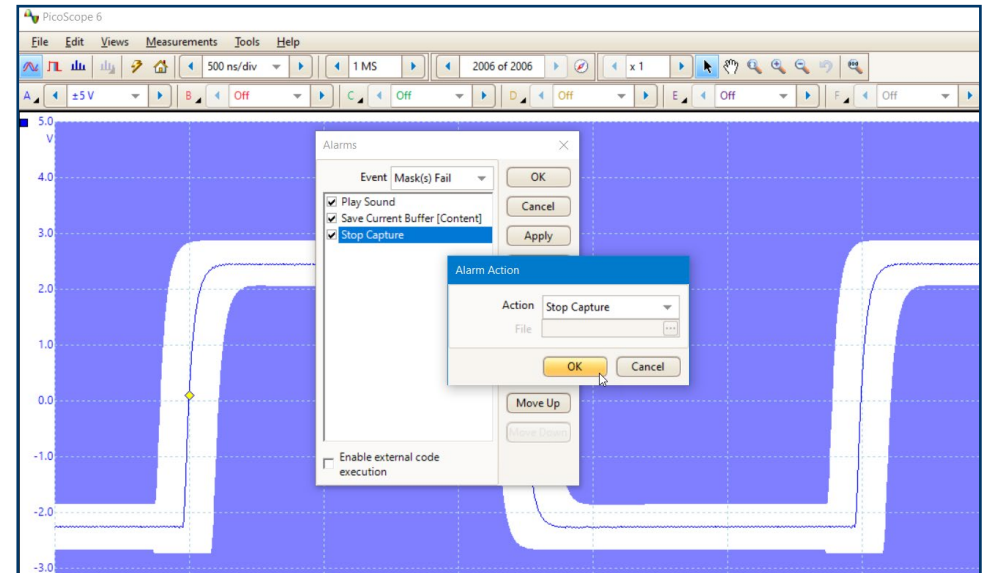 PicoScope 6
File Edit Views Measurements Tools Help
500 ns/div 1 MS 2006 of 2006 x 1
A ±5 V B Off C Off D Off E Off F Off
5.0
V
4.0
3.0
2.0
1.0
0.0
-1.0
-2.0
-3.0
Alarms
Event Mask(s) Fail
Play Sound
Save Current Buffer [Content]
Stop Capture
Enable external code
execution
OK
Cancel
Apply
Move Up
Move Down
Alarm Action
Action Stop Capture
File
OK Cancel